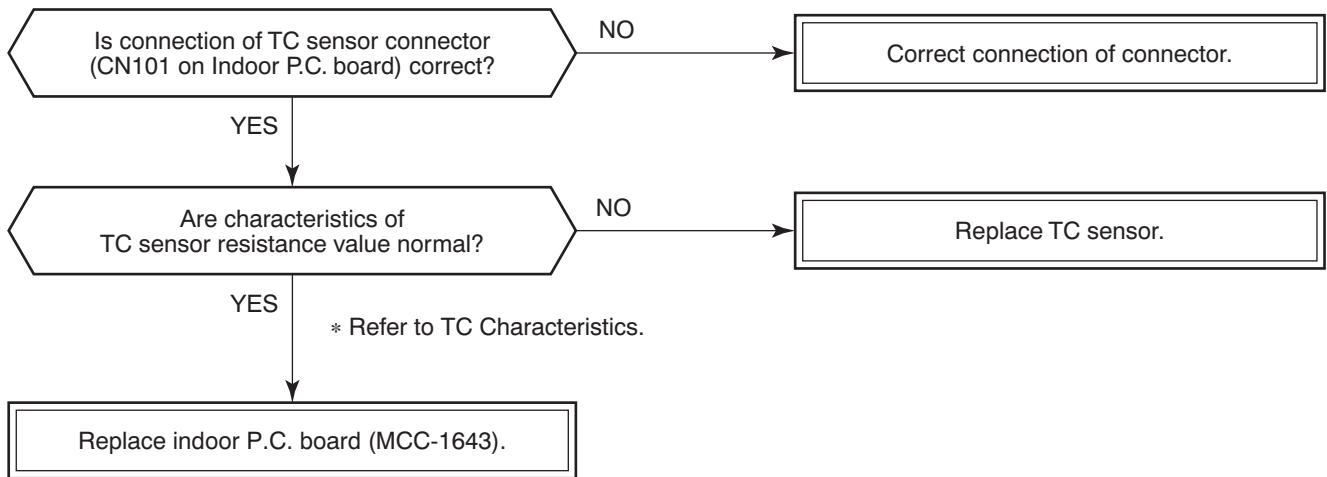 Is connection of TC sensor connector
(CN101 on Indoor P.C. board) correct?
NO
Correct connection of connector.
YES
Are characteristics of
TC sensor resistance value normal?
NO
Replace TC sensor.
YES
* Refer to TC Characteristics.
Replace indoor P.C. board (MCC-1643).